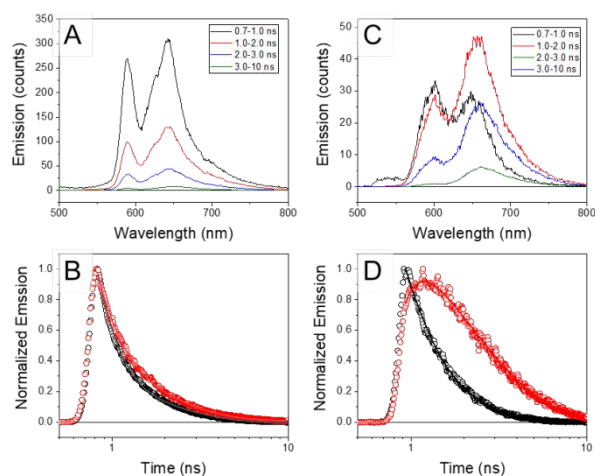 A
0.7-1.0 ns
1.0-2.0 ns
2.0-3.0 ns
3.0-10 ns
350
300
250
200
150
100
50
0
Emission (counts)
500 600 700 800
Wavelength (nm)
C
0.7-1.0 ns
1.0-2.0 ns
2.0-3.0 ns
3.0-10 ns
50
40
30
20
10
0
Emission (counts)
500 600 700 800
Wavelength (nm)
B
1.0
0.8
0.6
0.4
0.2
0.0
Normalized Emssion
1 10
Time (ns)
D
1.0
0.8
0.6
0.4
0.2
0.0
Normalized Emission
1 10
Time (ns)